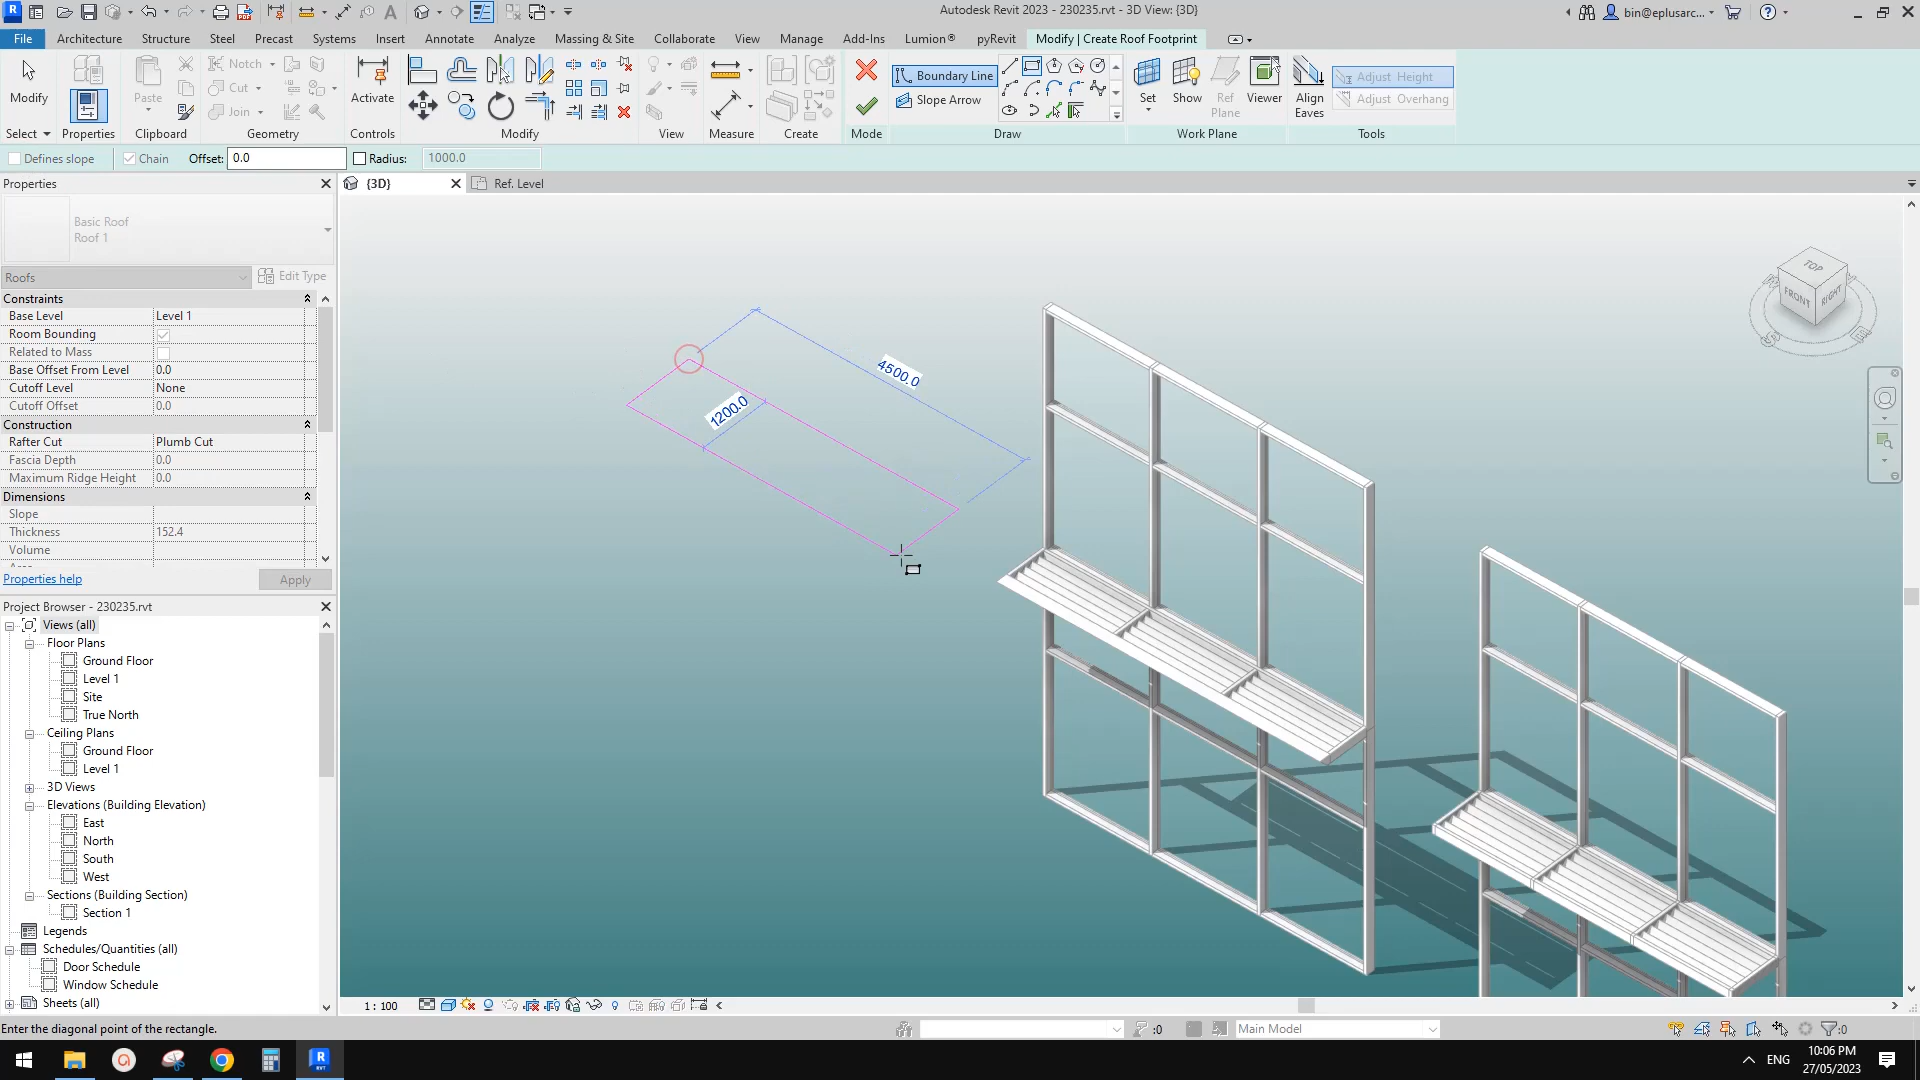 Autodesk Revit 2023 - 230235.rvt - 3D View: {3D}
bin@eplusarc...
File
Architecture
Structure
Steel
Precast
Systems
Insert
Annotate
Analyze
Massing & Site
Collaborate
View
Manage
Add-Ins
Lumion®
pyRevit
Modify | Create Roof Footprint
Modify
Select
Properties
Paste
Clipboard
Notch
Cut
Join
Geometry
Activate
Controls
Modify
View
Measure
Create
Mode
Boundary Line
Slope Arrow
Draw
Set
Show
Ref Plane
Viewer
Work Plane
Align Eaves
Adjust Height
Adjust Overhang
Tools
Defines slope
Chain
Offset: 0.0
Radius: 1000.0
Properties
{3D}
Ref. Level
Basic Roof
Roof 1
Roofs
Edit Type
Constraints
Base Level Level 1
Room Bounding
Related to Mass
Base Offset From Level 0.0
Cutoff Level None
Cutoff Offset 0.0
Construction
Rafter Cut Plumb Cut
Fascia Depth 0.0
Maximum Ridge Height 0.0
Dimensions
Slope
Thickness 152.4
Volume
Properties help
Apply
Project Browser - 230235.rvt
Views (all)
Floor Plans
Ground Floor
Level 1
Site
True North
Ceiling Plans
Ground Floor
Level 1
3D Views
Elevations (Building Elevation)
East
North
South
West
Sections (Building Section)
Section 1
Legends
Schedules/Quantities (all)
Door Schedule
Window Schedule
Sheets (all)
4500.0
1200.0
TOP
FRONT
RIGHT
1 : 100
Enter the diagonal point of the rectangle.
:0
Main Model
:0
ENG
10:06 PM
27/05/2023